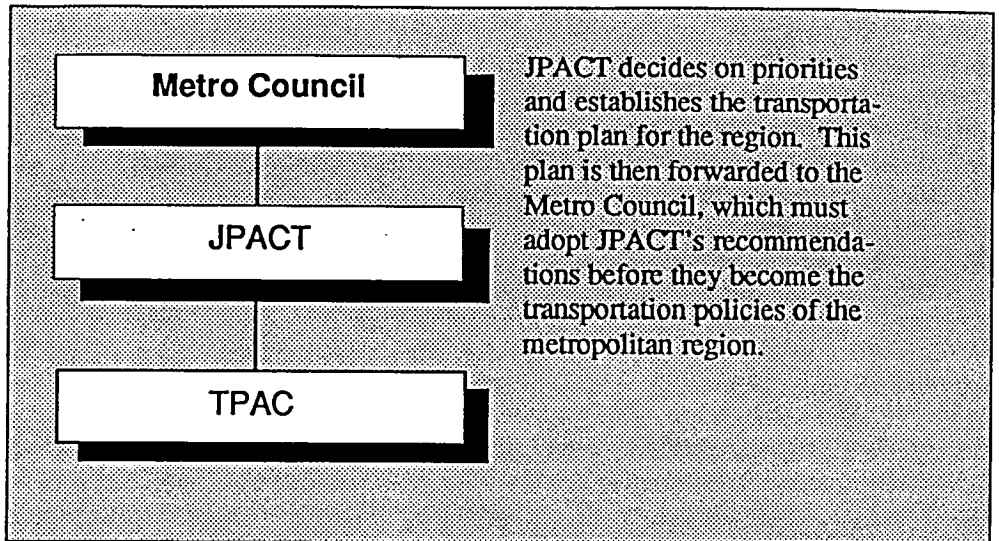 Metro Council
JPACT
TPAC
JPACT decides on priorities
and establishes the transporta-
tion plan for the region. This
plan is then forwarded to the
Metro Council, which must
adopt JPACT's recommenda-
tions before they become the
transportation policies of the
metropolitan region.